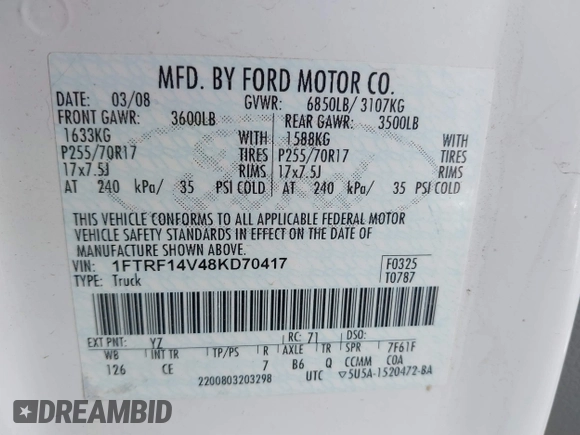 MFD. BY FORD MOTOR CO.
DATE: 03/08 GVWR: 6850LB/ 3107KG
FRONT GAWR: 3600LB REAR GAWR: 3500LB
1633KG WITH 1588KG WITH
P255/70R17 TIRES P255/70R17 TIRES
17x7.5J RIMS 17x7.5J RIMS
AT 240 kPa/ 35 PSI COLD AT 240 kPa/ 35 PSI COLD
THIS VEHICLE CONFORMS TO ALL APPLICABLE FEDERAL MOTOR
VEHICLE SAFETY STANDARDS IN EFFECT ON THE DATE OF
MANUFACTURE SHOWN ABOVE.
VIN: 1FTRF14V48KD70417 F0325
TYPE: Truck T0787
EXT PNT: YZ RC: 71 DSO:
WB INT TR TP/PS R AXLE TR SPR 7F61F
126 CE 7 B6 Q CCMM COA
2200803203298 UTC ▽5U5A-1520472-BA
DREAMBID